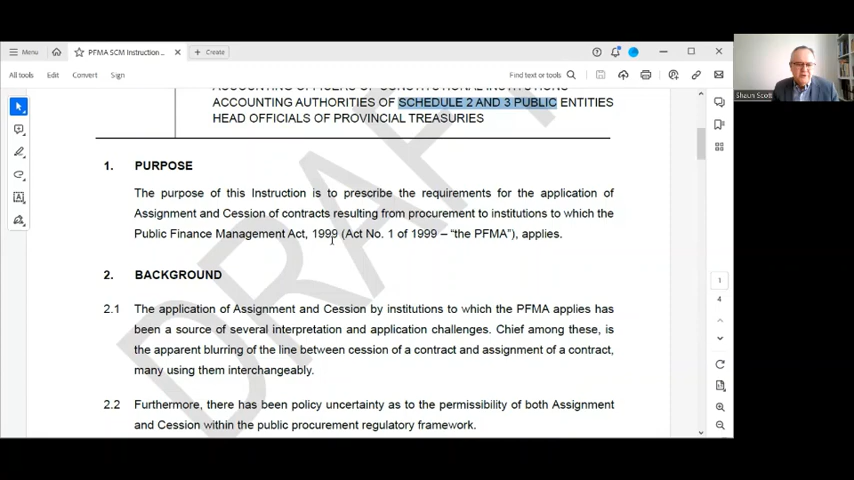 Menu
PFMA SCM Instruction ...
Create
All tools
Edit
Convert
Sign
Find text or tools
Shaun Scott
ACCOUNTING OFFICERS OF CONSTITUTIONAL INSTITUTIONS
ACCOUNTING AUTHORITIES OF SCHEDULE 2 AND 3 PUBLIC ENTITIES
HEAD OFFICIALS OF PROVINCIAL TREASURIES
1. PURPOSE
The purpose of this Instruction is to prescribe the requirements for the application of
Assignment and Cession of contracts resulting from procurement to institutions to which the
Public Finance Management Act, 1999 (Act No. 1 of 1999 – “the PFMA”), applies.
2. BACKGROUND
2.1 The application of Assignment and Cession by institutions to which the PFMA applies has
been a source of several interpretation and application challenges. Chief among these, is
the apparent blurring of the line between cession of a contract and assignment of a contract,
many using them interchangeably.
2.2 Furthermore, there has been policy uncertainty as to the permissibility of both Assignment
and Cession within the public procurement regulatory framework.
DRAFT
1
4